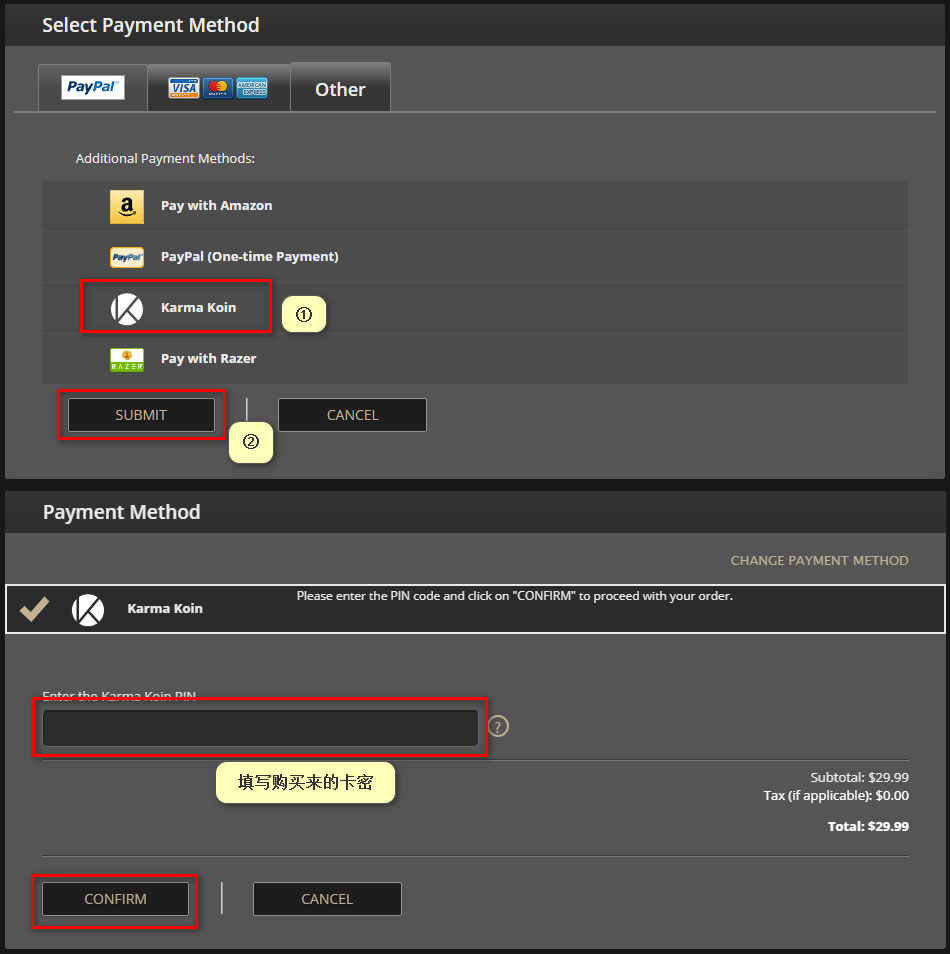 Select Payment Method
PayPal
VISA
AMERICAN EXPRESS
Other
Additional Payment Methods:
a
Pay with Amazon
PayPal
PayPal (One-time Payment)
Karma Koin
①
RAZER
Pay with Razer
SUBMIT
CANCEL
②
Payment Method
CHANGE PAYMENT METHOD
Karma Koin
Please enter the PIN code and click on "CONFIRM" to proceed with your order.
Enter the Karma Koin PIN
?
填写购买来的卡密
Subtotal: $29.99
Tax (if applicable): $0.00
Total: $29.99
CONFIRM
CANCEL